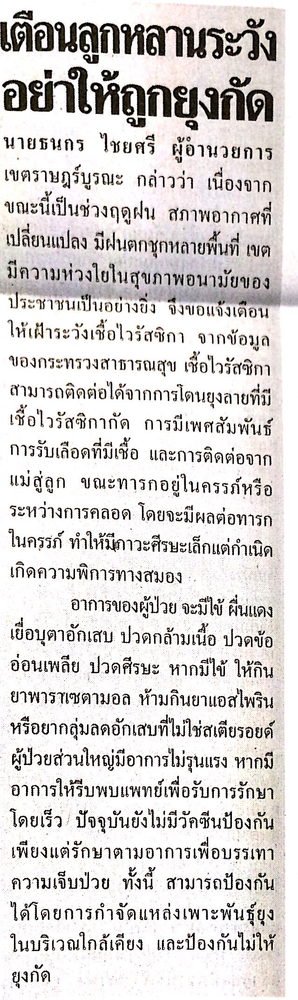 เตือนลูกหลานระวัง
อย่าให้ถูกยุงกัด
นายธนกร ไชยศรี ผู้อำนวยการ
เขตราษฎร์บูรณะ กล่าวว่า เนื่องจาก
ขณะนี้เป็นช่วงฤดูฝน สภาพอากาศที่
เปลี่ยนแปลง มีฝนตกชุกหลายพื้นที่ เขต
มีความห่วงใยในสุขภาพอนามัยของ
ประชาชนเป็นอย่างยิ่ง จึงขอแจ้งเตือน
ให้เฝ้าระวังเชื้อไวรัสซิกา จากข้อมูล
ของกระทรวงสาธารณสุข เชื้อไวรัสซิกา
สามารถติดต่อได้จากการโดนยุงลายที่มี
เชื้อไวรัสซิกากัด การมีเพศสัมพันธ์
การรับเลือดที่มีเชื้อ และการติดต่อจาก
แม่สู่ลูก ขณะทารกอยู่ในครรภ์หรือ
ระหว่างการคลอด โดยจะมีผลต่อทารก
ในครรภ์ ทำให้มีภาวะศีรษะเล็กแต่กำเนิด
เกิดความพิการทางสมอง
อาการของผู้ป่วย จะมีไข้ ผื่นแดง
เยื่อบุตาอักเสบ ปวดกล้ามเนื้อ ปวดข้อ
อ่อนเพลีย ปวดศีรษะ หากมีไข้ ให้กิน
ยาพาราเซตามอล ห้ามกินยาแอสไพริน
หรือยากลุ่มลดอักเสบที่ไม่ใช่สเตียรอยด์
ผู้ป่วยส่วนใหญ่มีอาการไม่รุนแรง หากมี
อาการให้รีบพบแพทย์เพื่อรับการรักษา
โดยเร็ว ปัจจุบันยังไม่มีวัคซีนป้องกัน
เพียงแต่รักษาตามอาการเพื่อบรรเทา
ความเจ็บป่วย ทั้งนี้ สามารถป้องกัน
ได้โดยการกำจัดแหล่งเพาะพันธุ์ยุง
ในบริเวณใกล้เคียง และป้องกันไม่ให้
ยุงกัด